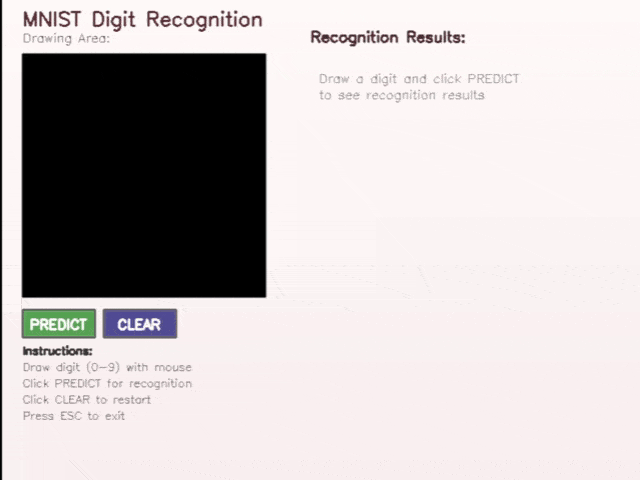 MNIST Digit Recognition
Drawing Area:
Recognition Results:
Draw a digit and click PREDICT
to see recognition results
PREDICT
CLEAR
Instructions:
Draw digit (0-9) with mouse
Click PREDICT for recognition
Click CLEAR to restart
Press ESC to exit